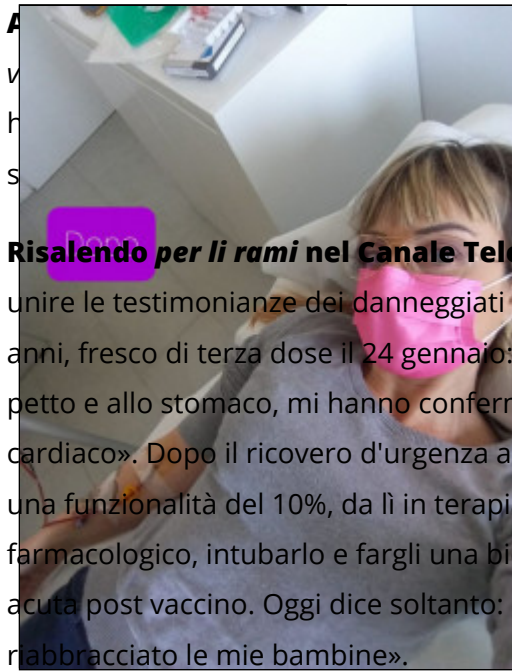 A
v
h
s
Dopo
Risalendo per li rami nel Canale Tele
unire le testimonianze dei danneggiati
anni, fresco di terza dose il 24 gennaio:
petto e allo stomaco, mi hanno conferm
cardiaco». Dopo il ricovero d'urgenza a
una funzionalità del 10%, da lì in terapi
farmacologico, intubarlo e fargli una bi
acuta post vaccino. Oggi dice soltanto:
riabbracciato le mie bambine».